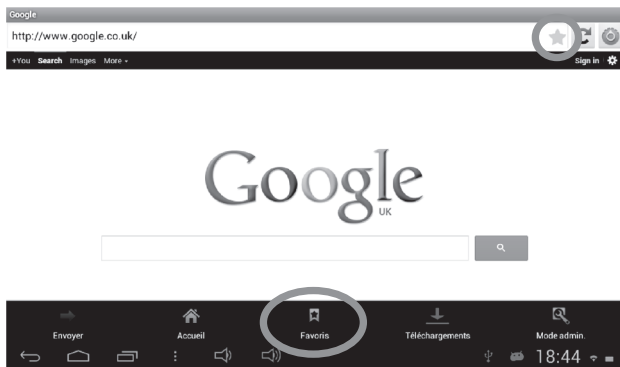 Google
http://www.google.co.uk/
+You Search Images More Sign in
Google
UK
Envoyer Accueil Favoris Téléchargements Mode admin.
18:44